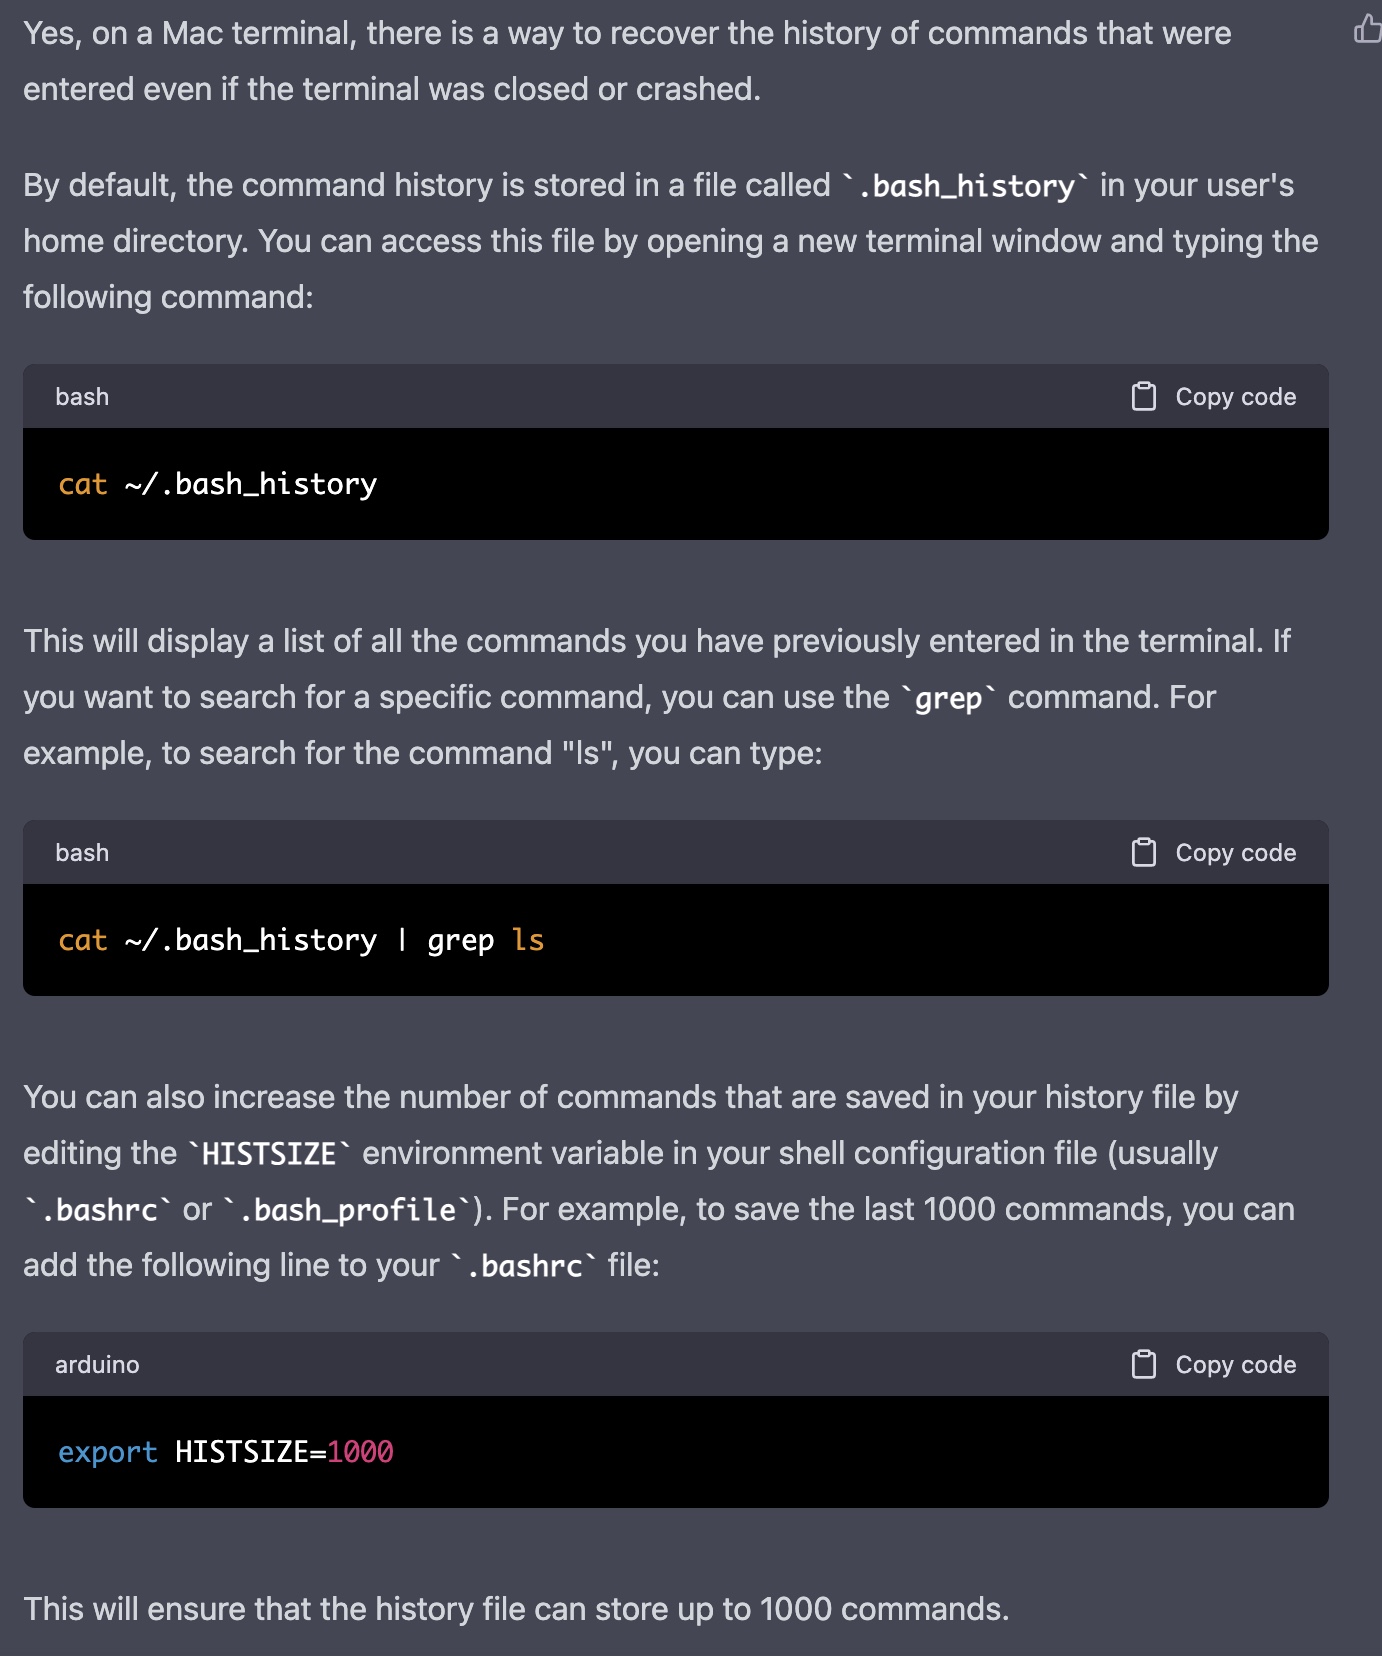 Yes, on a Mac terminal, there is a way to recover the history of commands that were
entered even if the terminal was closed or crashed.
By default, the command history is stored in a file called `.bash_history` in your user's
home directory. You can access this file by opening a new terminal window and typing the
following command:
bash Copy code
cat ~/.bash_history
This will display a list of all the commands you have previously entered in the terminal. If
you want to search for a specific command, you can use the `grep` command. For
example, to search for the command "ls", you can type:
bash Copy code
cat ~/.bash_history | grep ls
You can also increase the number of commands that are saved in your history file by
editing the `HISTSIZE` environment variable in your shell configuration file (usually
`.bashrc` or `.bash_profile`). For example, to save the last 1000 commands, you can
add the following line to your `.bashrc` file:
arduino Copy code
export HISTSIZE=1000
This will ensure that the history file can store up to 1000 commands.